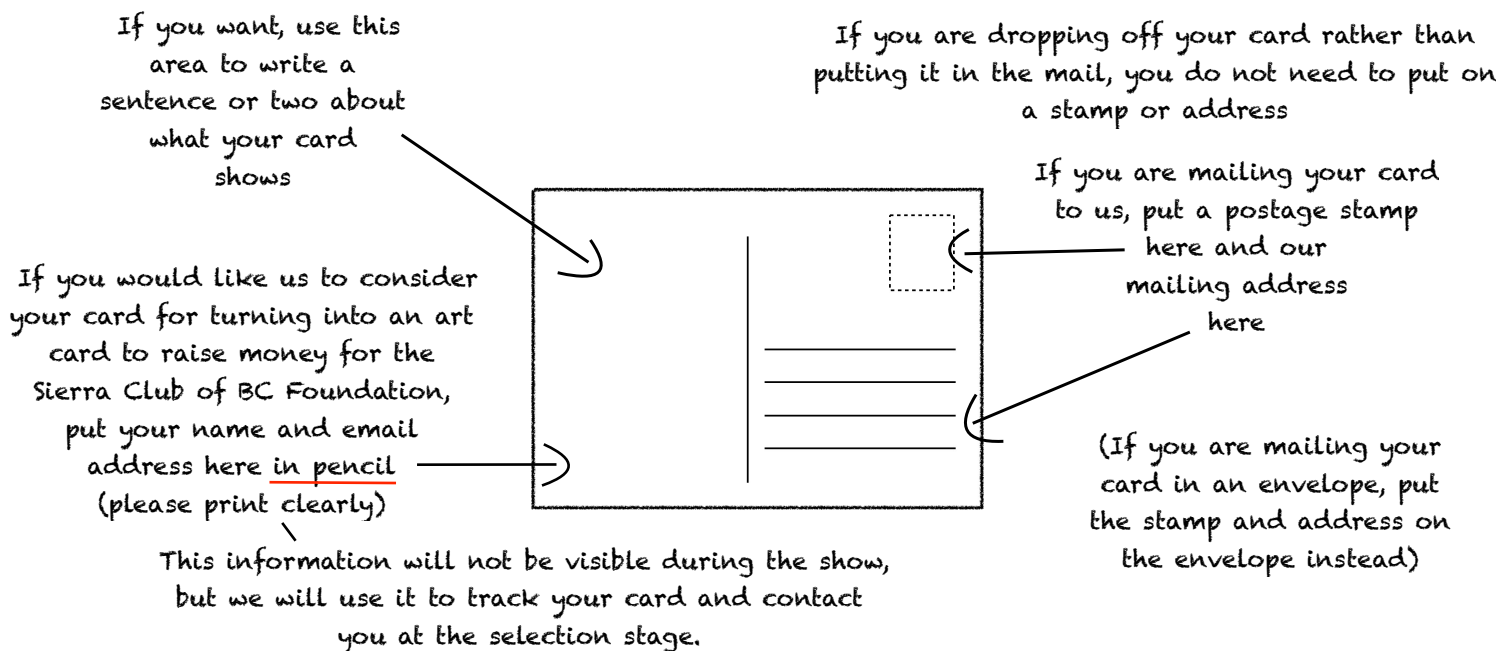 If you want, use this
area to write a
sentence or two about
what your card
shows
If you are dropping off your card rather than
putting it in the mail, you do not need to put on
a stamp or address
If you are mailing your card
to us, put a postage stamp
here and our
mailing address
here
If you would like us to consider
your card for turning into an art
card to raise money for the
Sierra Club of BC Foundation,
put your name and email
address here in pencil
(please print clearly)
(If you are mailing your
card in an envelope, put
the stamp and address on
the envelope instead)
This information will not be visible during the show,
but we will use it to track your card and contact
you at the selection stage.